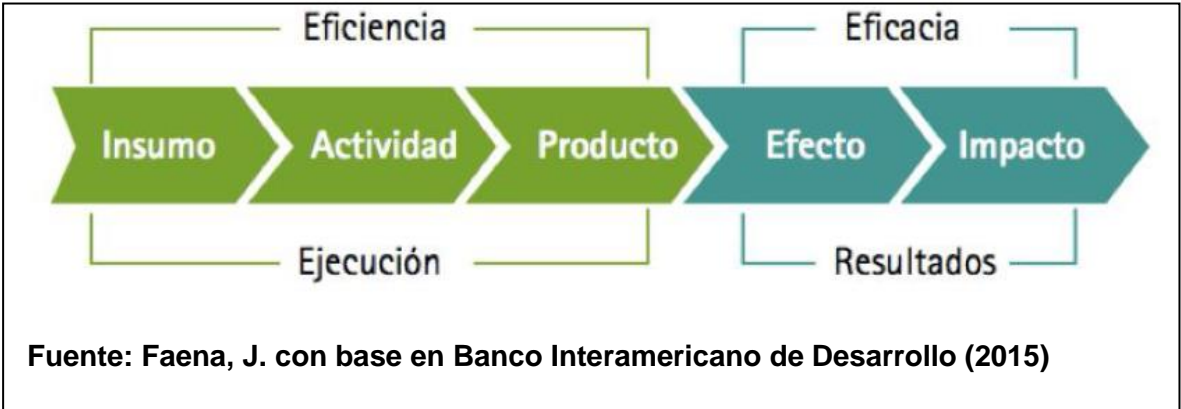 Eficiencia
Eficacia
Insumo
Actividad
Producto
Efecto
Impacto
Ejecución
Resultados
Fuente: Faena, J. con base en Banco Interamericano de Desarrollo (2015)